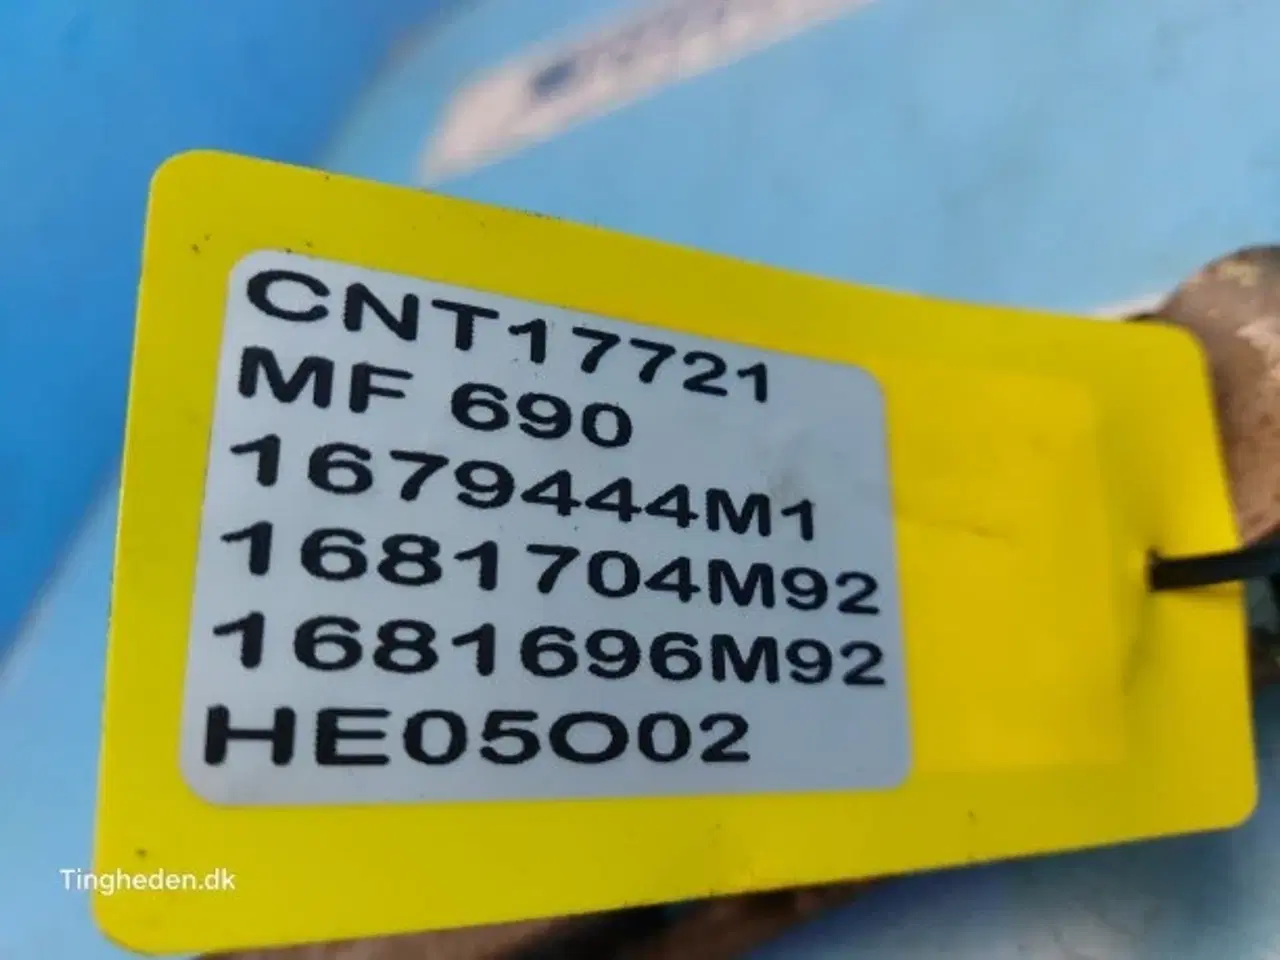 CNT17721
MF 690
1679444M1
1681704M92
1681696M92
HE05O02
Tingheden.dk